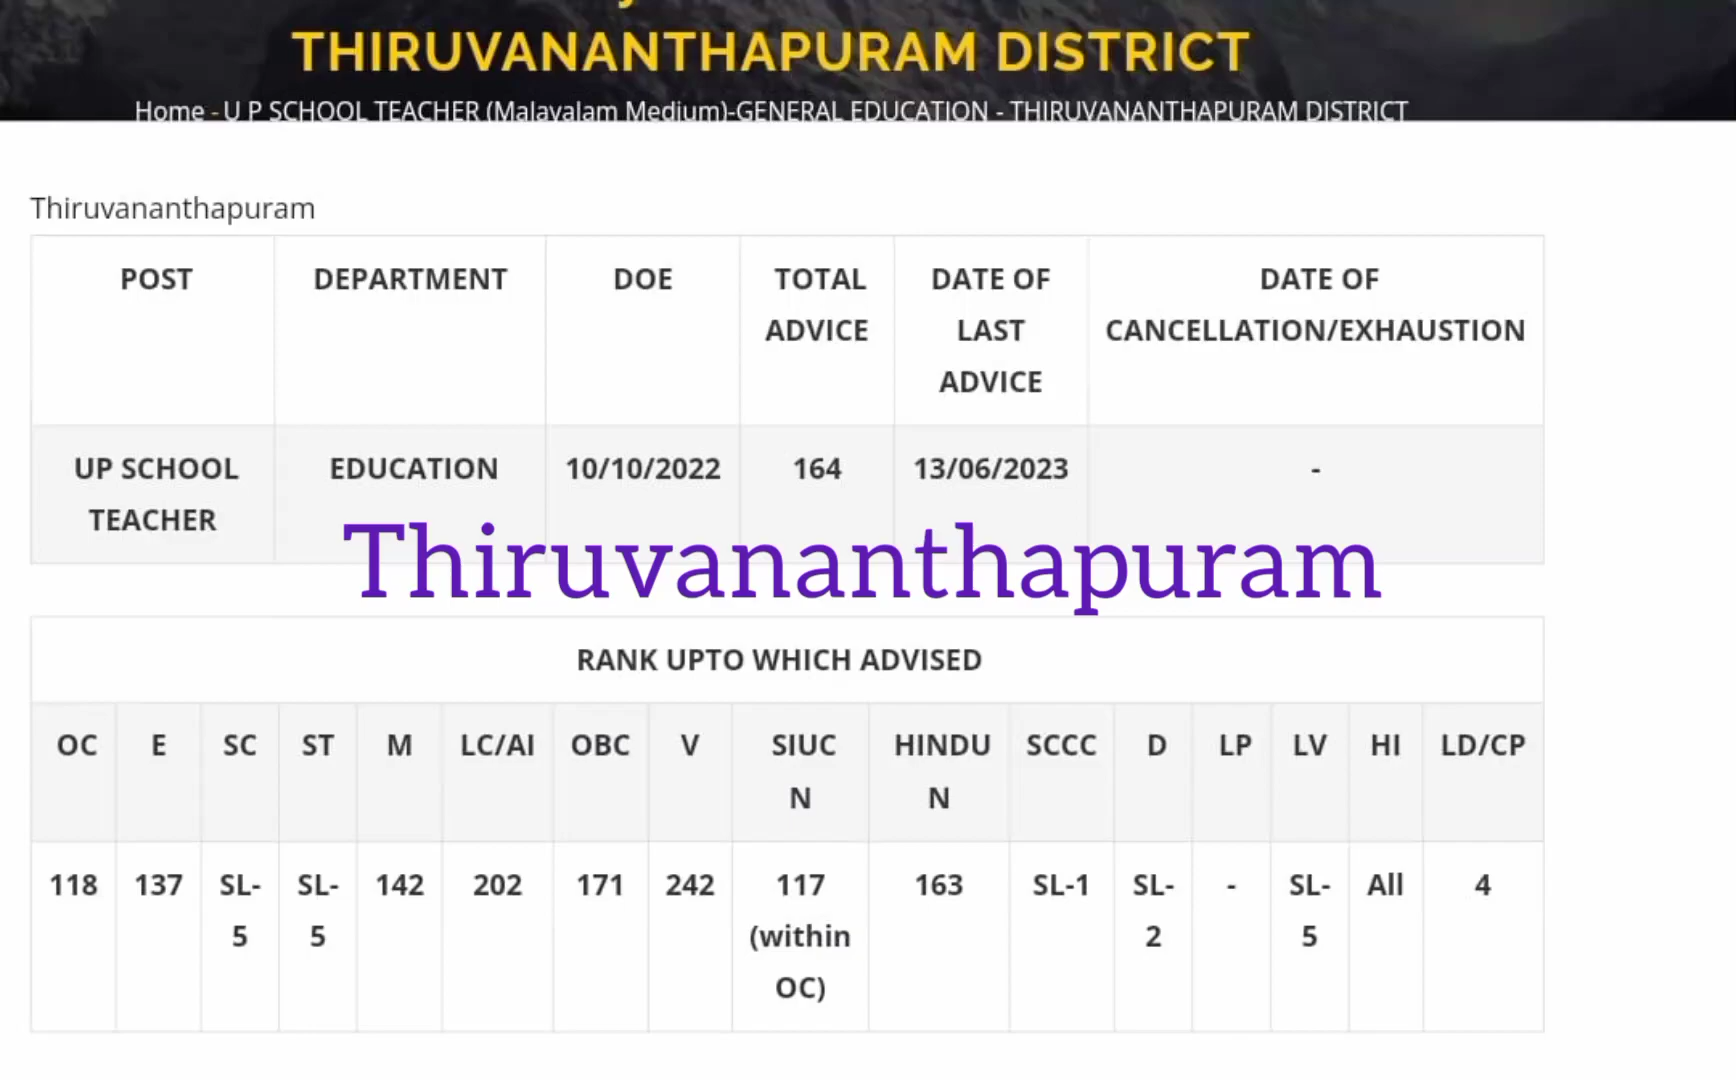 THIRUVANANTHAPURAM DISTRICT
Home - U P SCHOOL TEACHER (Malayalam Medium)-GENERAL EDUCATION - THIRUVANANTHAPURAM DISTRICT
Thiruvananthapuram
POST DEPARTMENT DOE TOTAL ADVICE DATE OF LAST ADVICE DATE OF CANCELLATION/EXHAUSTION
UP SCHOOL TEACHER EDUCATION 10/10/2022 164 13/06/2023 -
Thiruvananthapuram
RANK UPTO WHICH ADVISED
OC E SC ST M LC/AI OBC V SIUC N HINDU N SCCC D LP LV HI LD/CP
118 137 SL-5 SL-5 142 202 171 242 117 (within OC) 163 SL-1 SL-2 - SL-5 All 4